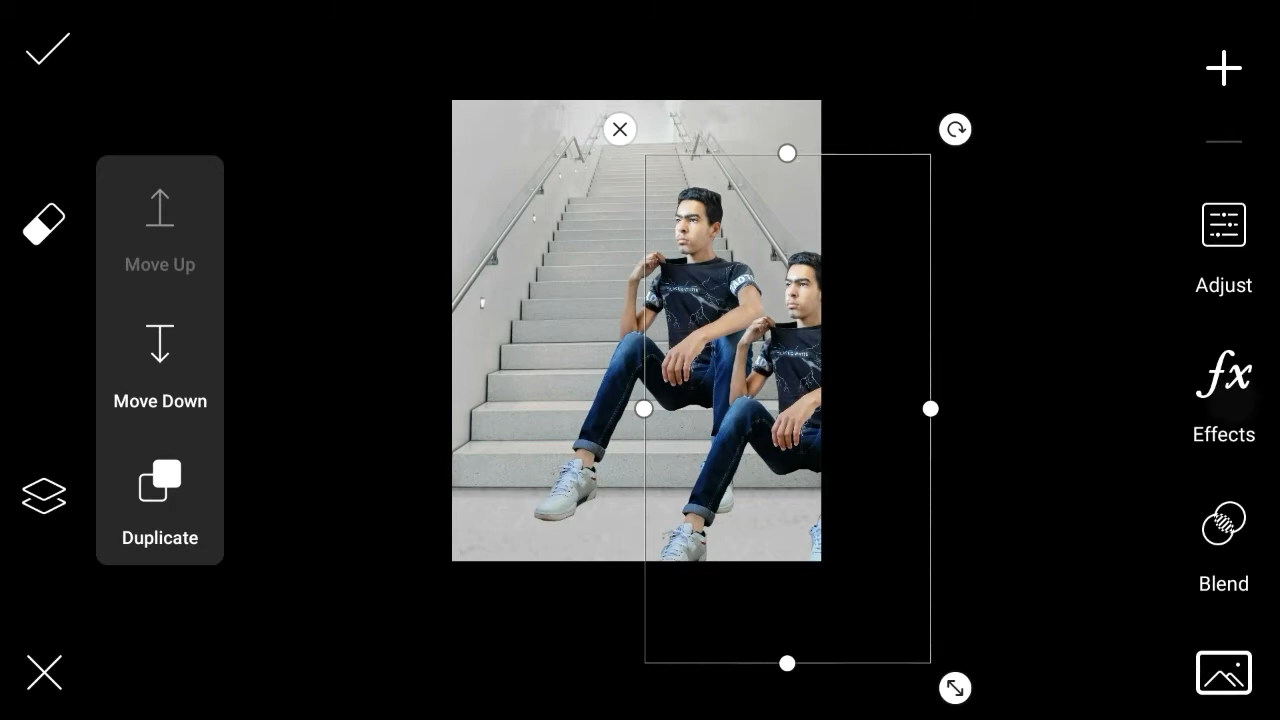 Move Up
Move Down
Duplicate
Adjust
Effects
Blend